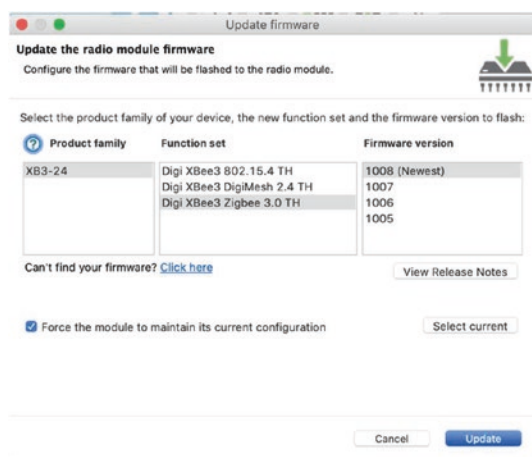 Update firmware
Update the radio module firmware
Configure the firmware that will be flashed to the radio module.
Select the product family of your device, the new function set and the firmware version to flash:
Product family Function set Firmware version
XB3-24 Digi XBee3 802.15.4 TH 1008 (Newest)
Digi XBee3 DigiMesh 2.4 TH 1007
Digi XBee3 Zigbee 3.0 TH 1006
1005
Can't find your firmware? Click here View Release Notes
Force the module to maintain its current configuration Select current
Cancel Update